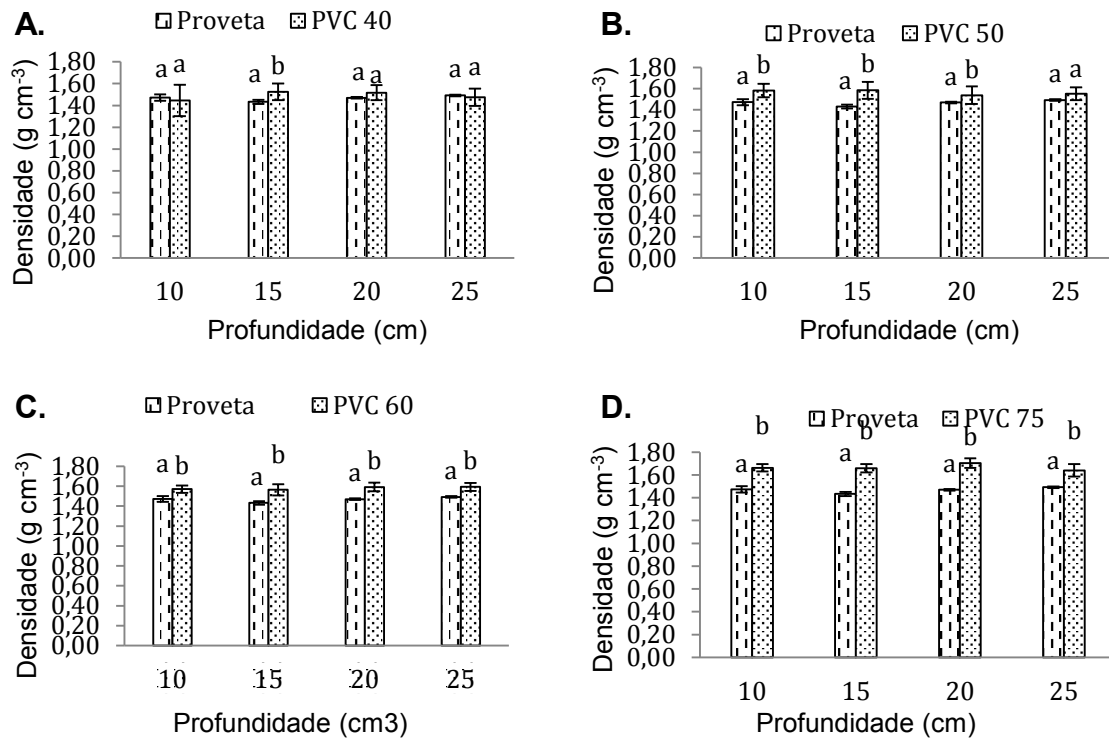 A.
Proveta PVC 40
a a a b a a a a
1,80
1,60
1,40
1,20
1,00
0,80
0,60
0,40
0,20
0,00
Densidade (g cm-3)
10 15 20 25
Profundidade (cm)
B.
Proveta PVC 50
a b a b a b a a
1,80
1,60
1,40
1,20
1,00
0,80
0,60
0,40
0,20
0,00
Densidade (g cm-3)
10 15 20 25
Profundidade (cm)
C.
Proveta PVC 60
a b a b a b a b
1,80
1,60
1,40
1,20
1,00
0,80
0,60
0,40
0,20
0,00
Densidade (g cm-3)
10 15 20 25
Profundidade (cm3)
D.
Proveta PVC 75
a b a b a b a b
1,80
1,60
1,40
1,20
1,00
0,80
0,60
0,40
0,20
0,00
Densidade (g cm-3)
10 15 20 25
Profundidade (cm)